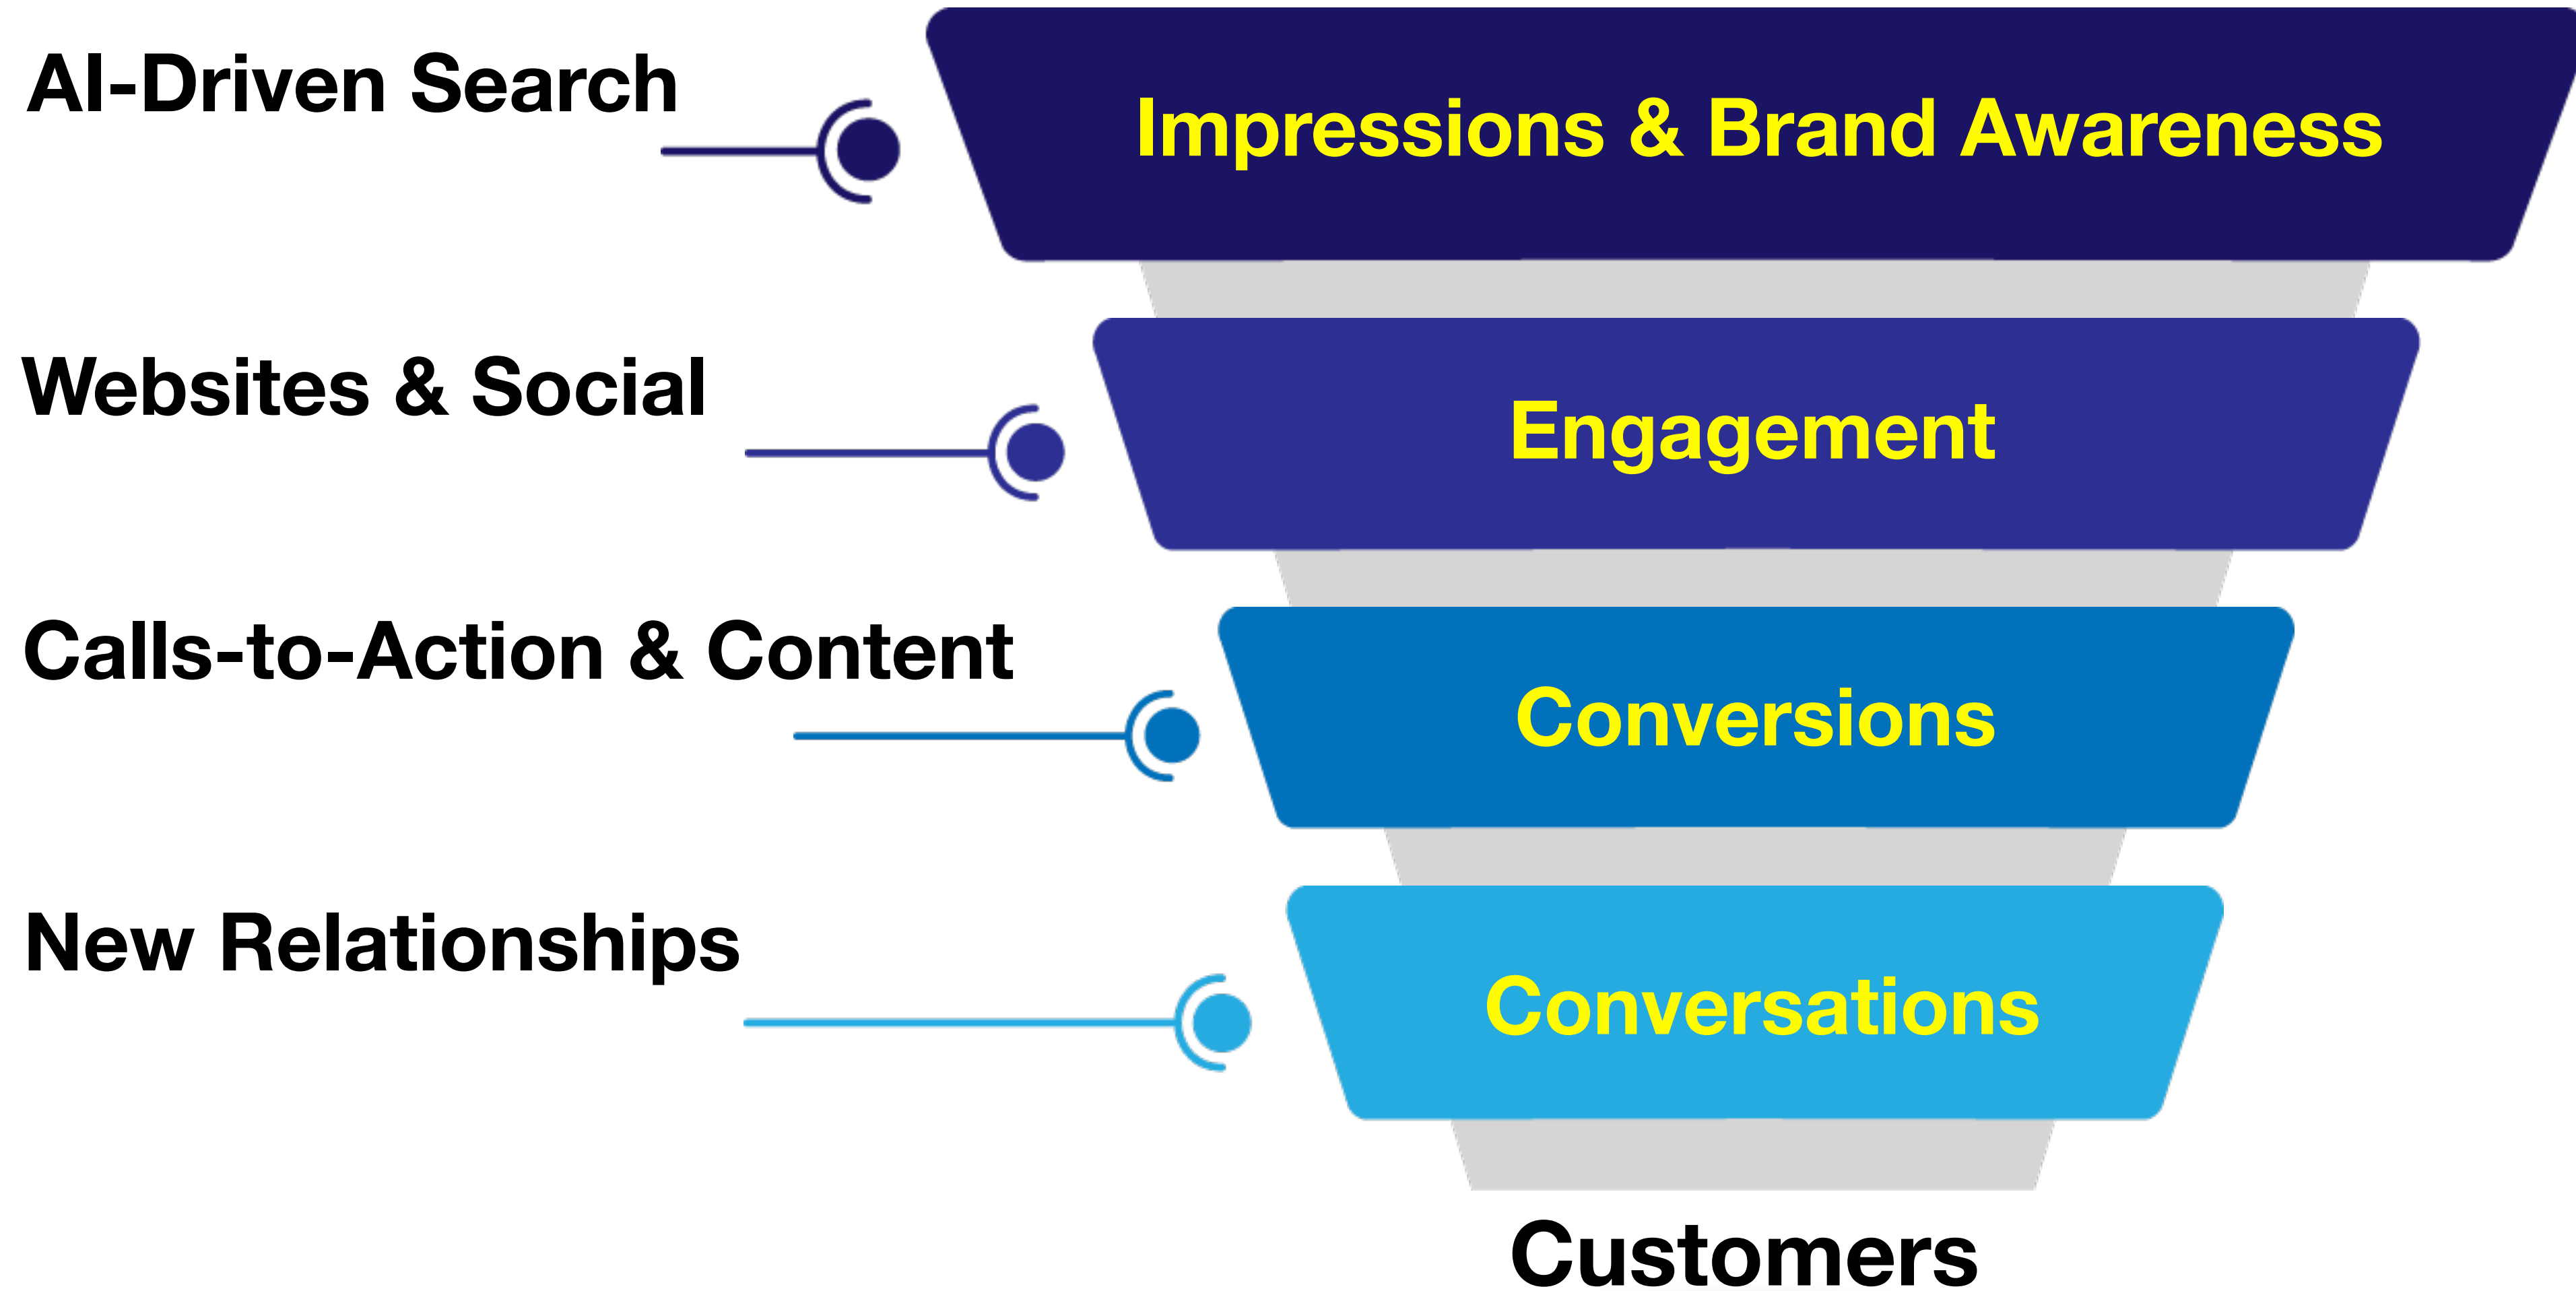 AI-Driven Search
Impressions & Brand Awareness
Websites & Social
Engagement
Calls-to-Action & Content
Conversions
New Relationships
Conversations
Customers